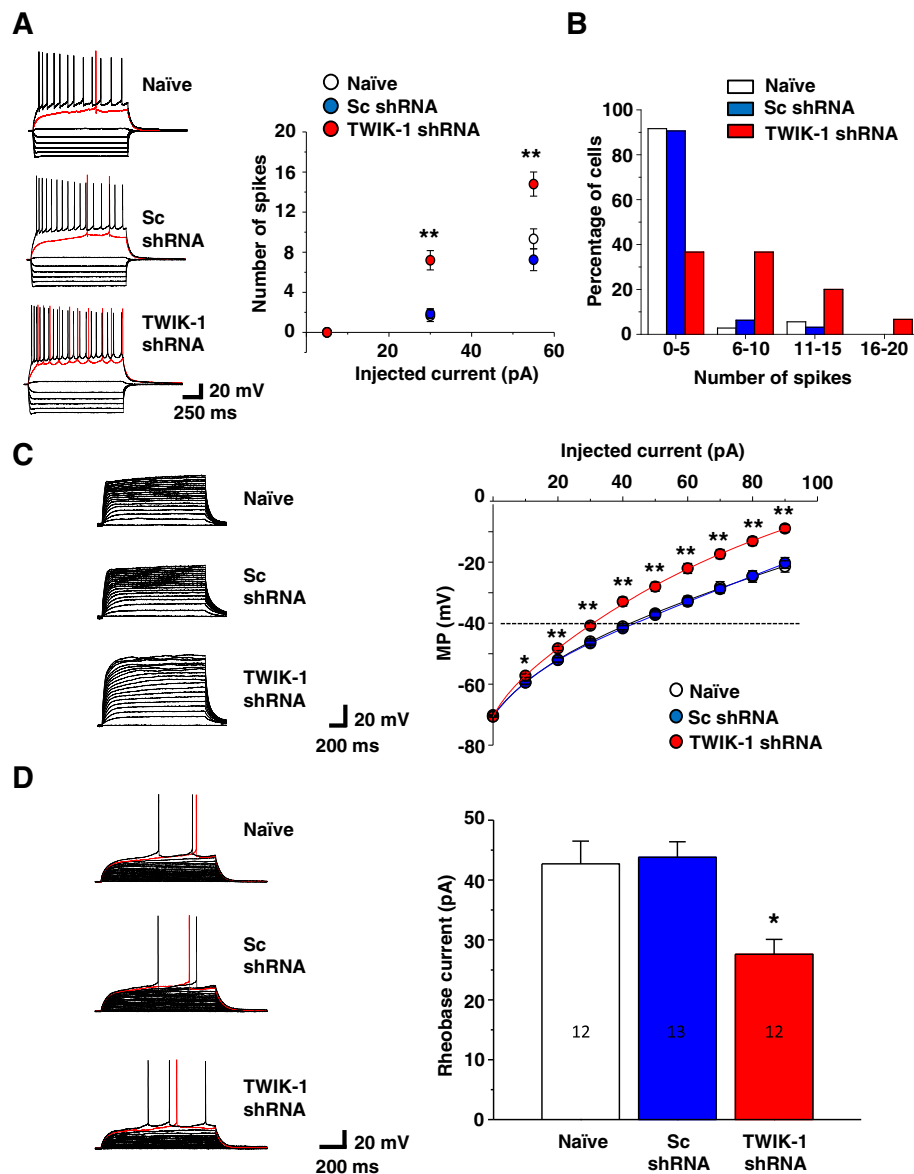 A
Naïve
Sc
shRNA
TWIK-1
shRNA
20 mV
250 ms
Naïve
Sc shRNA
TWIK-1 shRNA
Number of spikes
20
16
12
8
4
0
**
**
0
20
40
60
Injected current (pA)
B
Naïve
Sc shRNA
TWIK-1 shRNA
Percentage of cells
100
80
60
40
20
0
0-5
6-10
11-15
16-20
Number of spikes
C
Naïve
Sc
shRNA
TWIK-1
shRNA
20 mV
200 ms
Injected current (pA)
0
20
40
60
80
100
0
-20
-40
-60
-80
MP (mV)
*
**
**
**
**
**
**
**
**
Naïve
Sc shRNA
TWIK-1 shRNA
D
Naïve
Sc
shRNA
TWIK-1
shRNA
20 mV
200 ms
Rheobase current (pA)
50
40
30
20
10
0
12
13
12
*
Naïve
Sc
shRNA
TWIK-1
shRNA